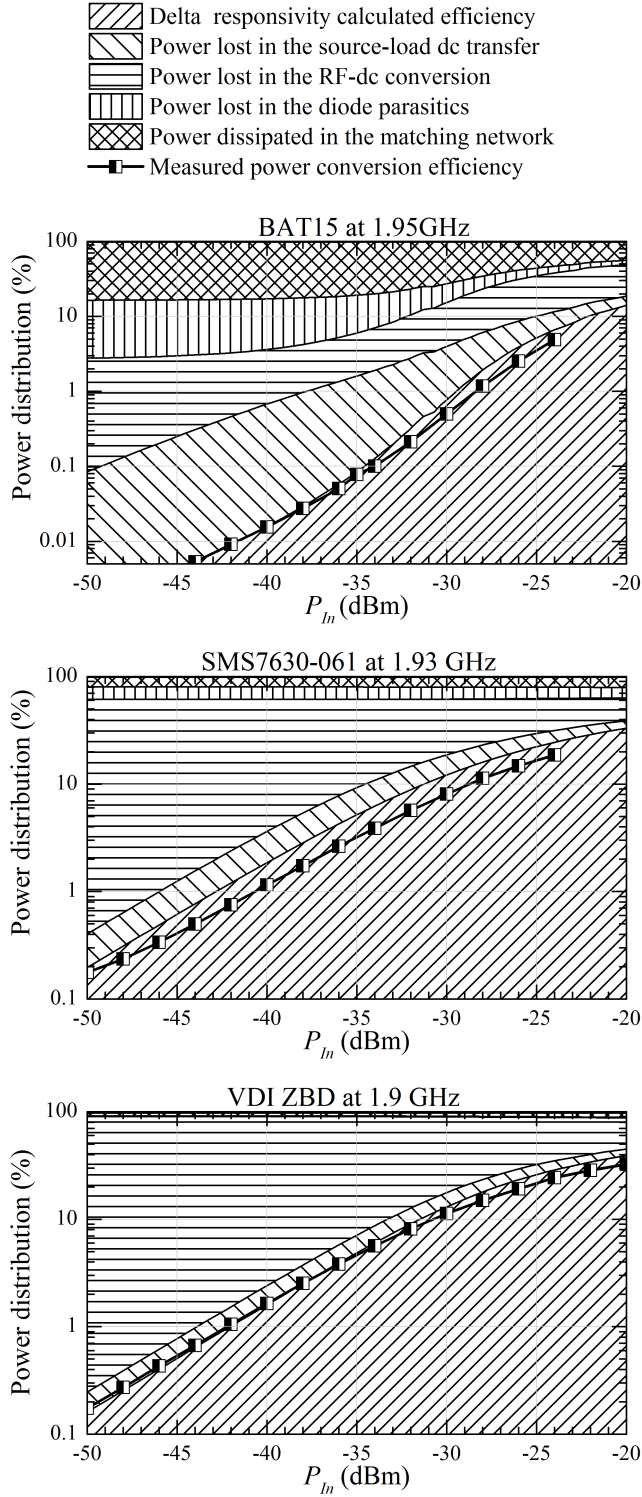 Delta responsivity calculated efficiency
Power lost in the source-load dc transfer
Power lost in the RF-dc conversion
Power lost in the diode parasitics
Power dissipated in the matching network
Measured power conversion efficiency
BAT15 at 1.95GHz
Power distribution (%)
100
10
1
0.1
0.01
-50 -45 -40 -35 -30 -25 -20
P_In (dBm)
SMS7630-061 at 1.93 GHz
Power distribution (%)
100
10
1
0.1
-50 -45 -40 -35 -30 -25 -20
P_In (dBm)
VDI ZBD at 1.9 GHz
Power distribution (%)
100
10
1
0.1
-50 -45 -40 -35 -30 -25 -20
P_In (dBm)